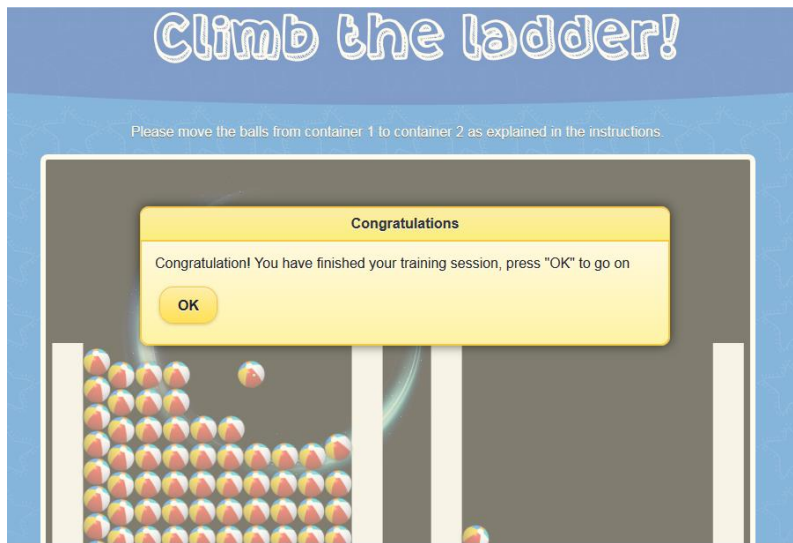 Climb the ladder!
Please move the balls from container 1 to container 2 as explained in the instructions.
Congratulations
Congratulation! You have finished your training session, press "OK" to go on
OK